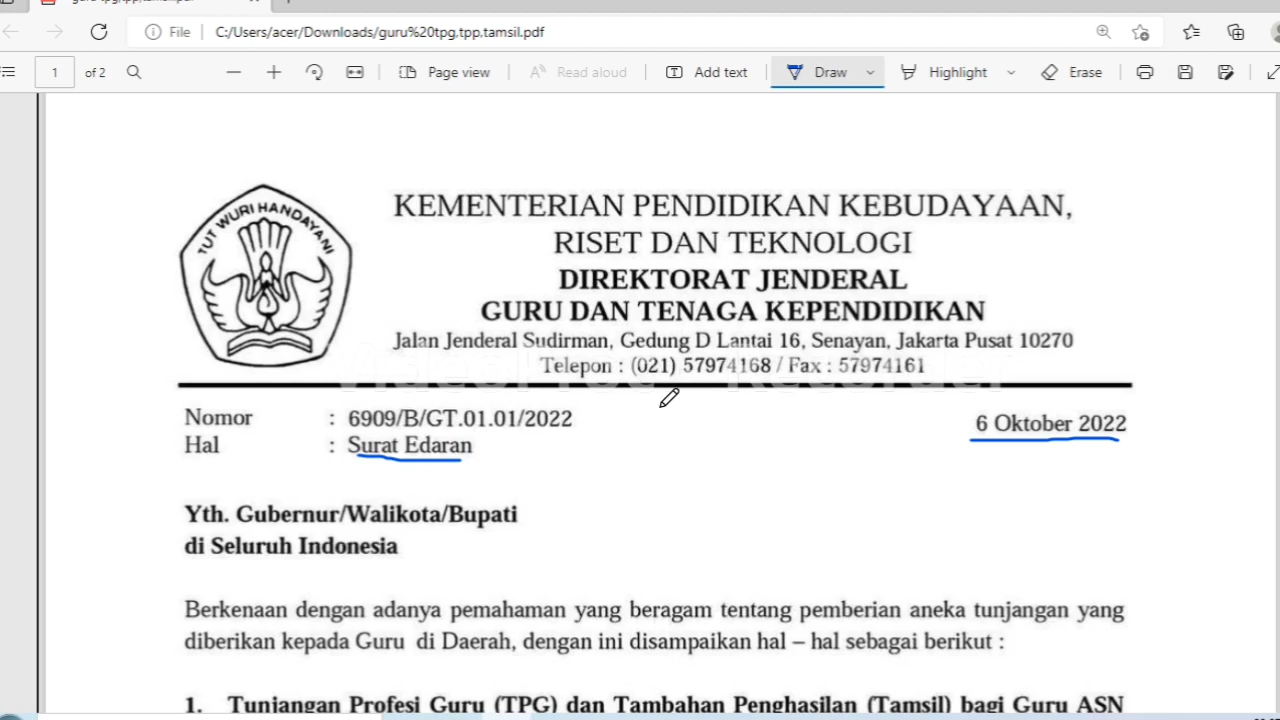 guru tpg,tpp,tamsil.pdf
File C:/Users/acer/Downloads/guru%20tpg,tpp,tamsil.pdf
1 of 2 Page view Read aloud Add text Draw Highlight Erase
TUT WURI HANDAYANI
KEMENTERIAN PENDIDIKAN KEBUDAYAAN,
RISET DAN TEKNOLOGI
DIREKTORAT JENDERAL
GURU DAN TENAGA KEPENDIDIKAN
Jalan Jenderal Sudirman, Gedung D Lantai 16, Senayan, Jakarta Pusat 10270
Telepon : (021) 57974168 / Fax : 57974161
Nomor : 6909/B/GT.01.01/2022 6 Oktober 2022
Hal : Surat Edaran
Yth. Gubernur/Walikota/Bupati
di Seluruh Indonesia
Berkenaan dengan adanya pemahaman yang beragam tentang pemberian aneka tunjangan yang
diberikan kepada Guru di Daerah, dengan ini disampaikan hal – hal sebagai berikut :
1. Tunjangan Profesi Guru (TPG) dan Tambahan Penghasilan (Tamsil) bagi Guru ASN